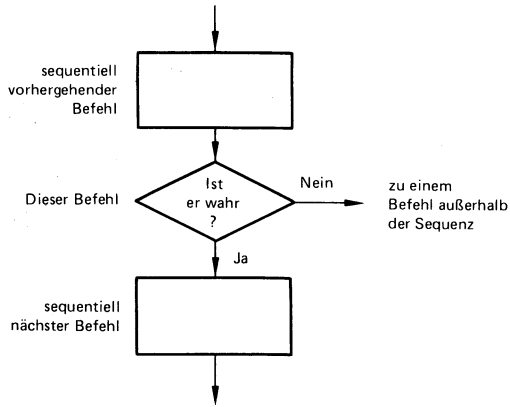 sequentiell
vorhergehender
Befehl
Dieser Befehl
Ist
er wahr
?
Nein
zu einem
Befehl außerhalb
der Sequenz
Ja
sequentiell
nächster Befehl